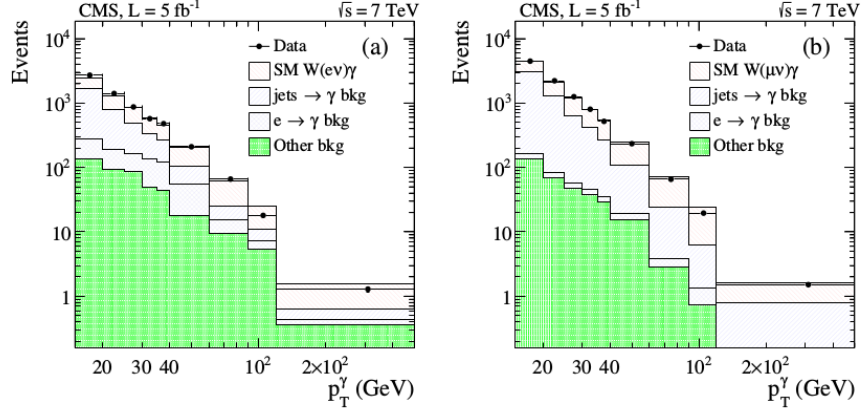 CMS, L = 5 fb⁻¹ √s = 7 TeV
(a)
Events
Data
SM W(eν)γ
jets → γ bkg
e → γ bkg
Other bkg
10⁴
10³
10²
10
1
20 30 40 10² 2×10²
p_T^γ (GeV)
CMS, L = 5 fb⁻¹ √s = 7 TeV
(b)
Events
Data
SM W(μν)γ
jets → γ bkg
e → γ bkg
Other bkg
10⁴
10³
10²
10
1
20 30 40 10² 2×10²
p_T^γ (GeV)